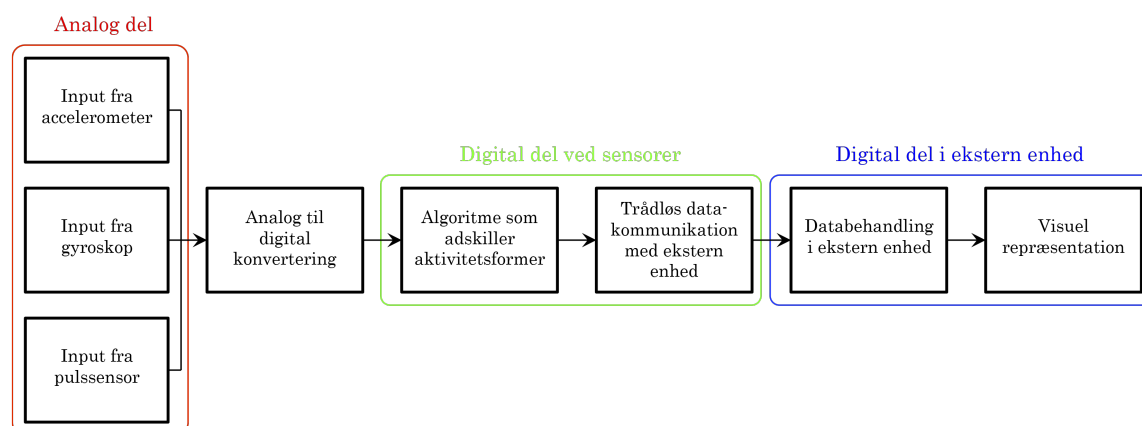 Analog del
Input fra
accelerometer
Input fra
gyroskop
Input fra
pulssensor
Analog til
digital
konvertering
Digital del ved sensorer
Algoritme som
adskiller
aktivitetsformer
Trådløs data-
kommunikation
med ekstern
enhed
Digital del i ekstern enhed
Databehandling
i ekstern enhed
Visuel
repræsentation